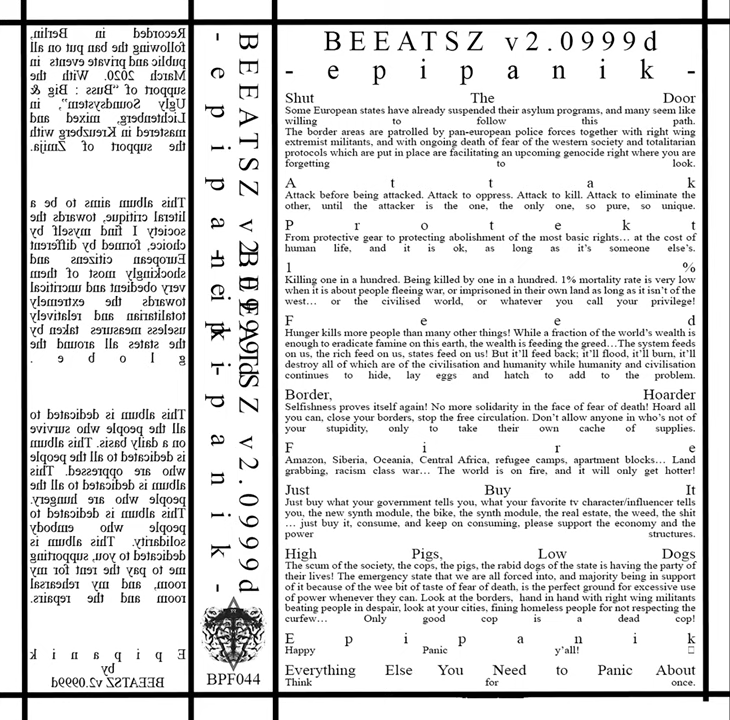 Recorded in Berlin,
following the ban put on all
public and private events in
March 2020. With the
support of “Buss : Big &
Ugly Soundsystem”, in
Lichtenberg, mixed and
mastered in Kreuzberg with
the support of Zmija.
This album aims to be a
literal critique, towards the
society I find myself by
choice, formed by different
European citizens and
shockingly most of them
very obedient and uncritical
towards the extremely
totalitarian and relatively
useless measures taken by
the states all around the
g l o b e .
This album is dedicated to
all the people who survive
on a daily basis. This album
is dedicated to all the people
who are oppressed. This
album is dedicated to all the
people who are hungry.
This album is dedicated to
people who embody
solidarity. This album is
dedicated to you, supporting
me to pay the rent for my
room, and my rehearsal
room and the repairs.
E p i p a n i k
by
BEEATSZ v2.0999d
BEEATSZ v2.0999d
- e p i p a n i k -
BEEATSZ v2.0999d
- e p i p a n i k -
BPF044
BEEATSZ v2.0999d
- e p i p a n i k -
Shut The Door
Some European states have already suspended their asylum programs, and many seem like
willing to follow this path.
The border areas are patrolled by pan-european police forces together with right wing
extremist militants, and with ongoing death of fear of the western society and totalitarian
protocols which are put in place are facilitating an upcoming genocide right where you are
forgetting to look.
A t t a k
Attack before being attacked. Attack to oppress. Attack to kill. Attack to eliminate the
other, until the attacker is the one, the only one, so pure, so unique.
P r o t e k t
From protective gear to protecting abolishment of the most basic rights… at the cost of
human life, and it is ok, as long as it’s someone else’s.
1 %
Killing one in a hundred. Being killed by one in a hundred. 1% mortality rate is very low
when it is about people fleeing war, or imprisoned in their own land as long as it isn’t of the
west… or the civilised world, or whatever you call your privilege!
F e e d
Hunger kills more people than many other things! While a fraction of the world’s wealth is
enough to eradicate famine on this earth, the wealth is feeding the greed…The system feeds
on us, the rich feed on us, states feed on us! But it’ll feed back; it’ll flood, it’ll burn, it’ll
destroy all of which are of the civilisation and humanity while humanity and civilisation
continues to hide, lay eggs and hatch to add to the problem.
Border, Hoarder
Selfishness proves itself again! No more solidarity in the face of fear of death! Hoard all
you can, close your borders, stop the free circulation. Don’t allow anyone in who’s not of
your stupidity, only to take their own cache of supplies.
F i r e
Amazon, Siberia, Oceania, Central Africa, refugee camps, apartment blocks… Land
grabbing, racism class war… The world is on fire, and it will only get hotter!
Just Buy It
Just buy what your government tells you, what your favorite tv character/influencer tells
you, the new synth module, the bike, the synth module, the real estate, the weed, the shit
… just buy it, consume, and keep on consuming, please support the economy and the
power structures.
High Pigs, Low Dogs
The scum of the society, the cops, the pigs, the rabid dogs of the state is having the party of
their lives! The emergency state that we are all forced into, and majority being in support
of it because of the wee bit of taste of fear of death, is the perfect ground for excessive use
of power whenever they can. Look at the borders, hand in hand with right wing militants
beating people in despair, look at your cities, fining homeless people for not respecting the
curfew… Only good cop is a dead cop!
E p i p a n i k
Happy Panic y’all! □
Everything Else You Need to Panic About
Think for once.